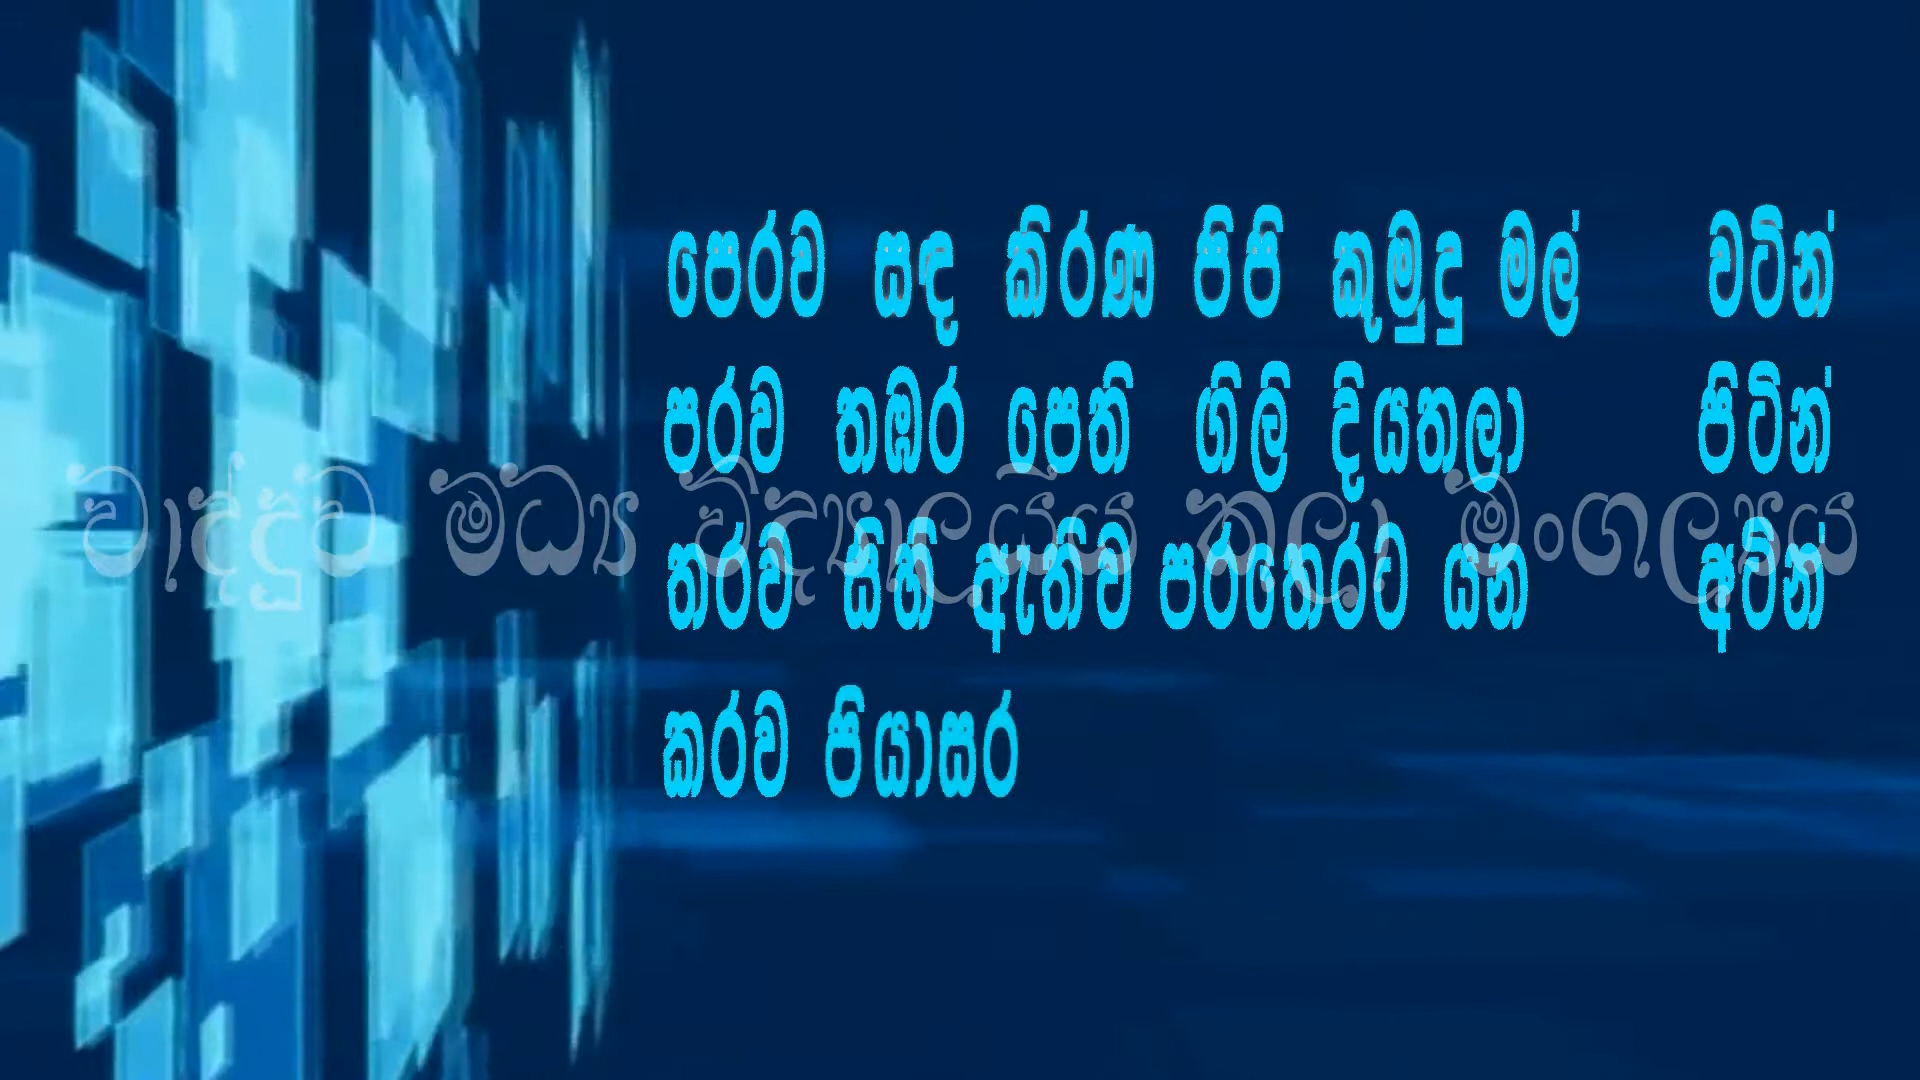 පෙරව සඳ කිරණ පිපි කුමුදු මල් වටින්
පරව තඹර පෙති ගිලි දියතලා පිටින්
වාද්දුව මධ්‍ය විද්‍යාලයීය කලා මංගල්‍යය
තරව සිහි ඇතිව පරතෙරට යන අටින්
කරව පියාසර